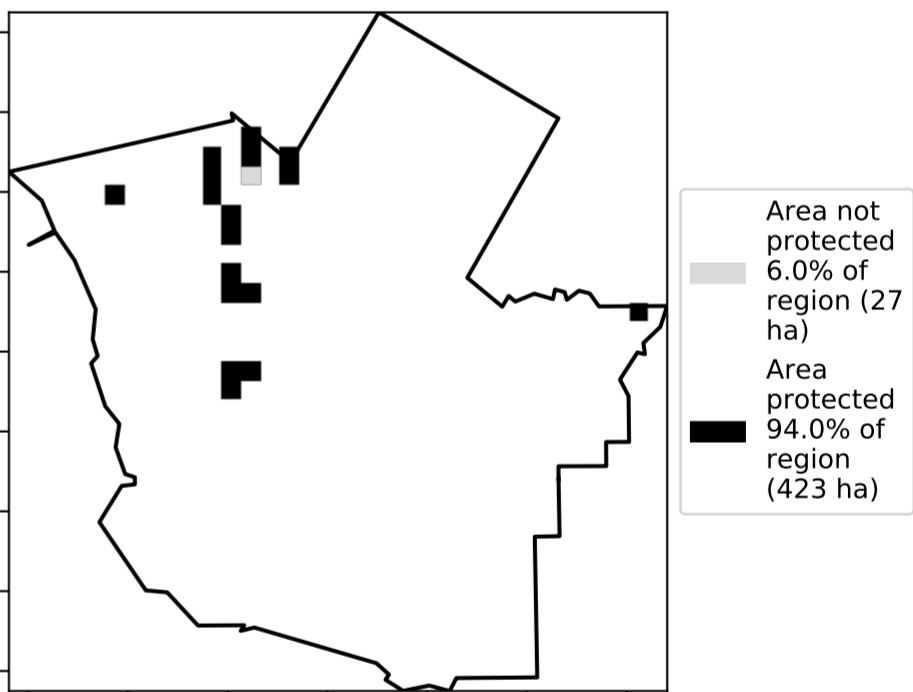 Area not
protected
6.0% of
region (27
ha)
Area
protected
94.0% of
region
(423 ha)